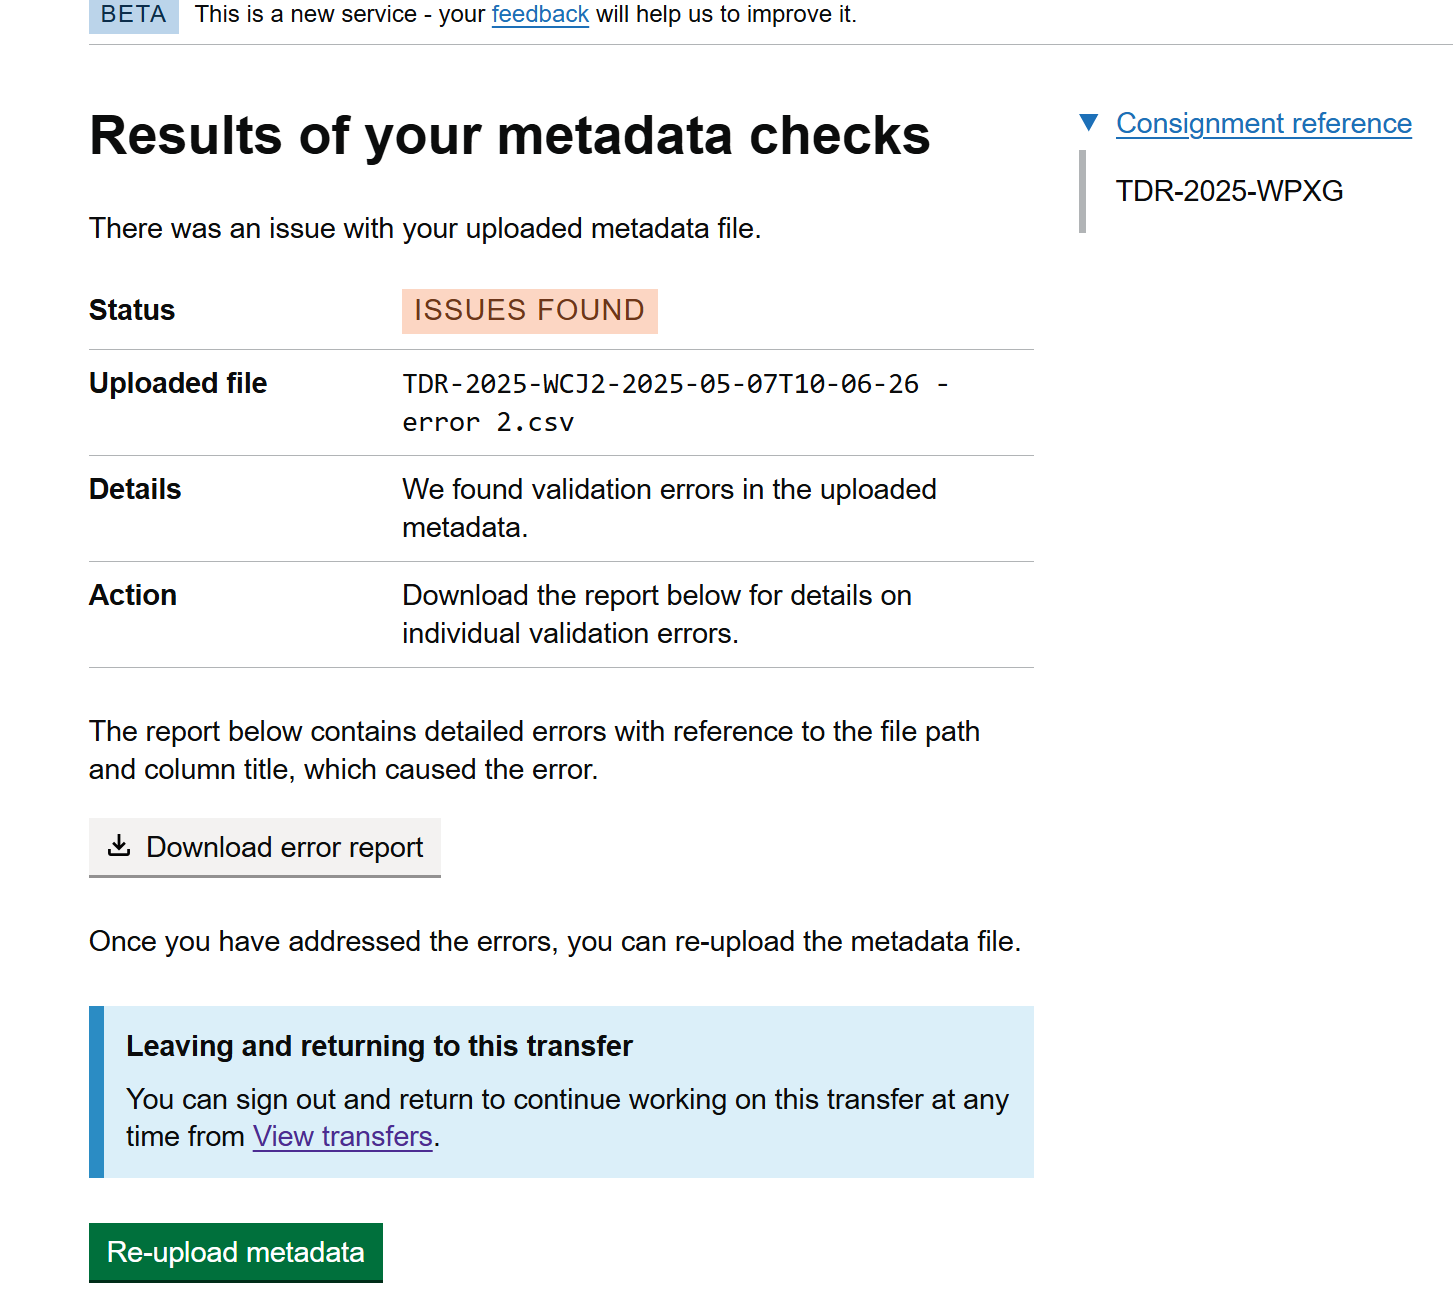 BETA This is a new service - your feedback will help us to improve it.
Results of your metadata checks
Consignment reference
TDR-2025-WPXG
There was an issue with your uploaded metadata file.
Status ISSUES FOUND
Uploaded file TDR-2025-WCJ2-2025-05-07T10-06-26 -
error 2.csv
Details We found validation errors in the uploaded
metadata.
Action Download the report below for details on
individual validation errors.
The report below contains detailed errors with reference to the file path
and column title, which caused the error.
Download error report
Once you have addressed the errors, you can re-upload the metadata file.
Leaving and returning to this transfer
You can sign out and return to continue working on this transfer at any
time from View transfers.
Re-upload metadata